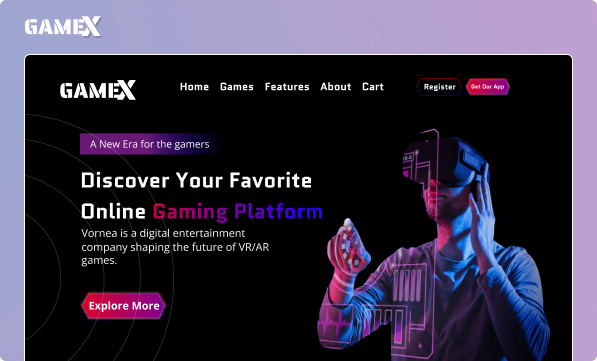 GAMEX
GAMEX
Home Games Features About Cart
Register
Get Our App
A New Era for the gamers
Discover Your Favorite
Online Gaming Platform
Vornea is a digital entertainment
company shaping the future of VR/AR
games.
Explore More